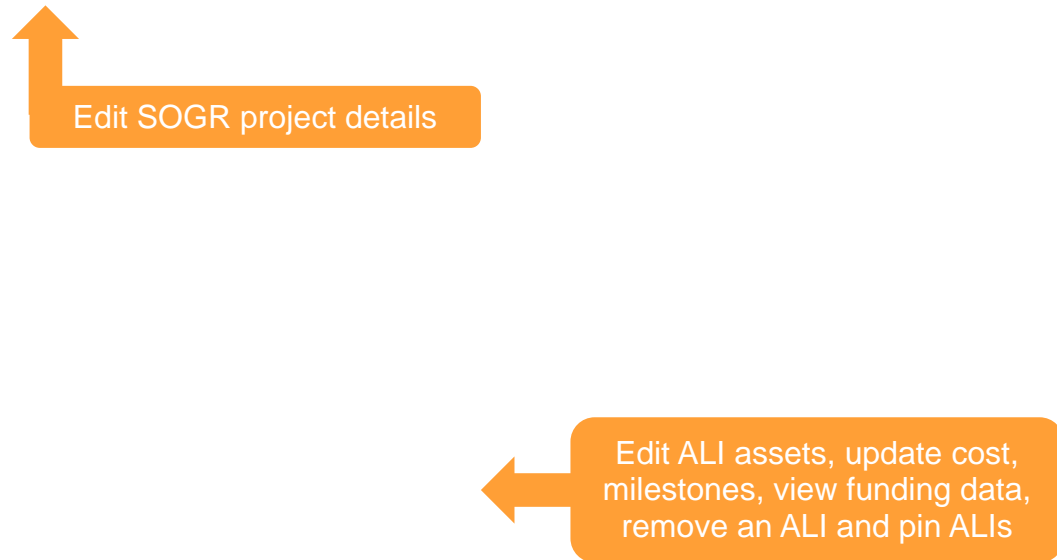 Edit SOGR project details
Edit ALI assets, update cost,
milestones, view funding data,
remove an ALI and pin ALIs